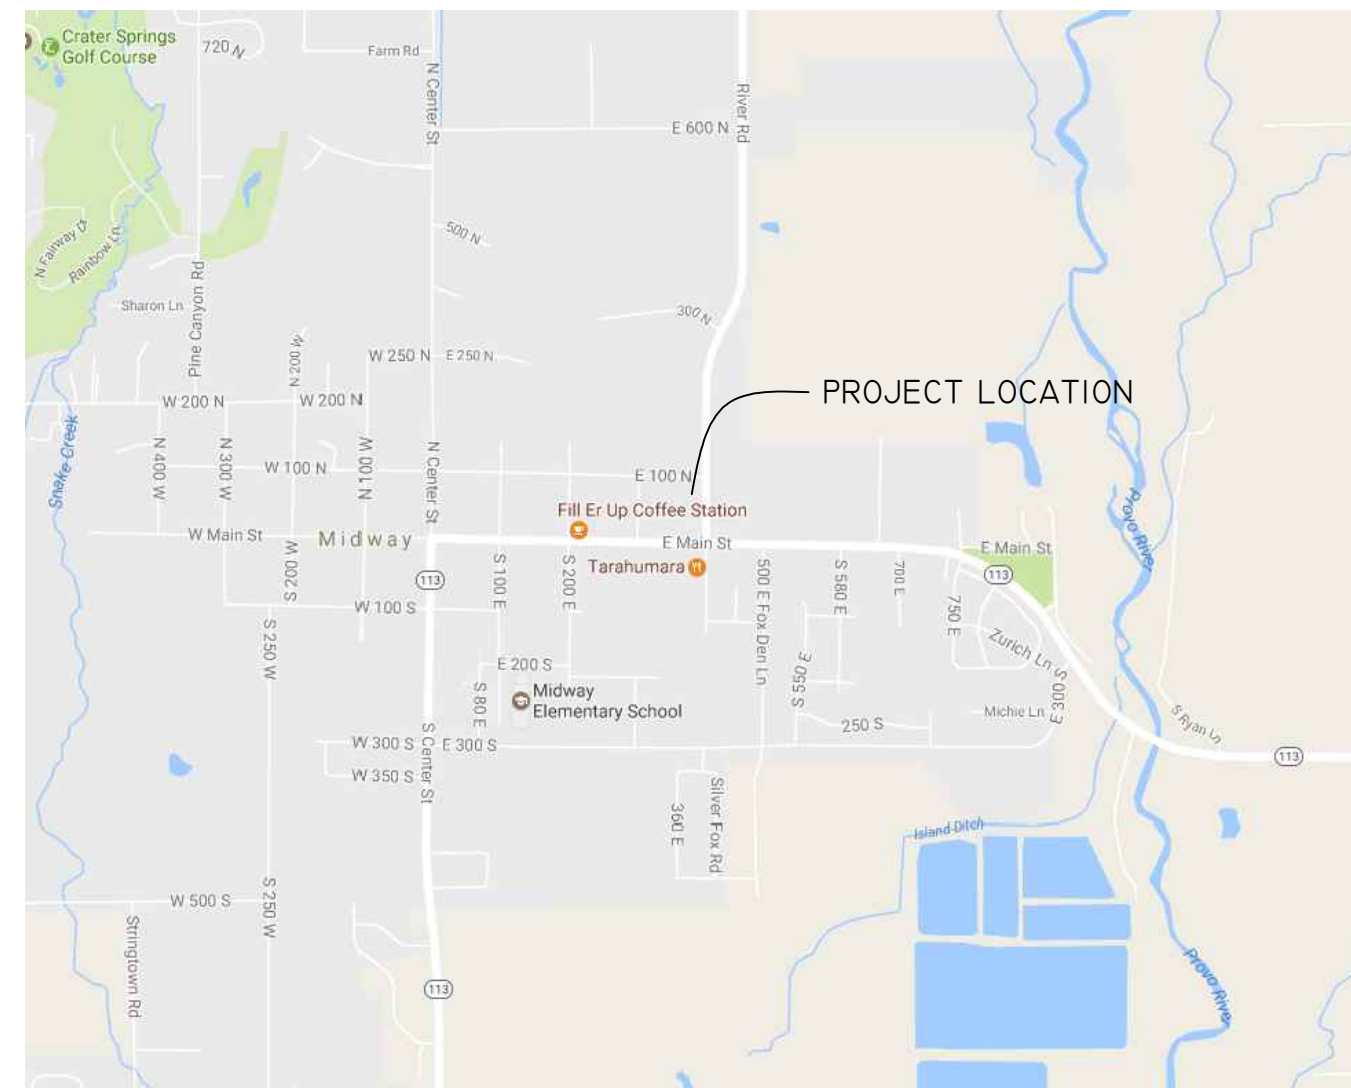 Crater Springs
Golf Course
720 N
Farm Rd
N Center St
River Rd
E 600 N
N Fairway Dr
Rainbow Ln
500 N
Pine Canyon Rd
Sharon Ln
300 N
N 200 W
W 250 N
E 250 N
PROJECT LOCATION
W 200 N
W 200 N
Snake Creek
N 400 W
N 300 W
W 100 N
N 100 W
N Center St
E 100 N
Provo River
Fill Er Up Coffee Station
W Main St
Midway
E Main St
E Main St
S 200 W
113
S 100 E
S 200 E
Tarahumara
500 E
Fox Den Ln
S 580 E
700 E
113
750 E
W 100 S
S 250 W
Zurich Ln
E 200 S
S 80 E
Midway
Elementary School
S 550 E
E 300 S
Michie Ln
250 S
S Ryan Ln
W 300 S
E 300 S
S Center St
W 350 S
113
360 E
Silver Fox Rd
Island Ditch
W 500 S
S 250 W
Stringtown Rd
113
Provo River